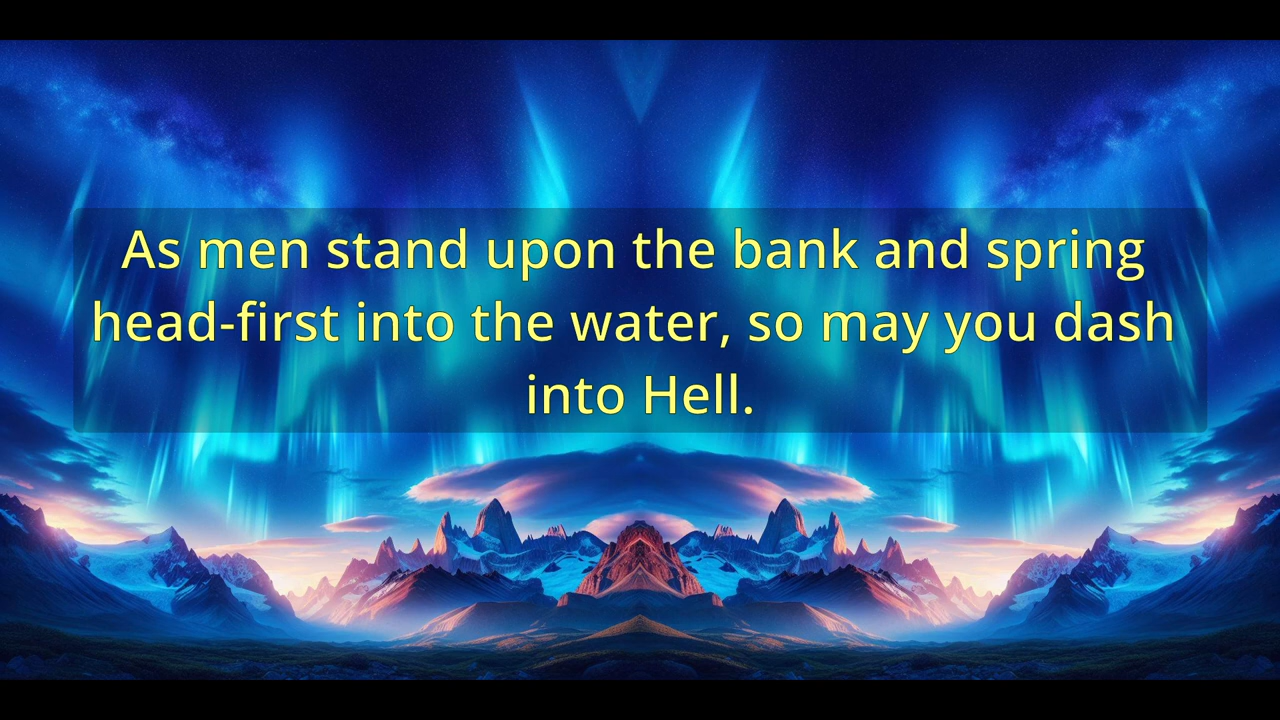 As men stand upon the bank and spring
head-first into the water, so may you dash
into Hell.